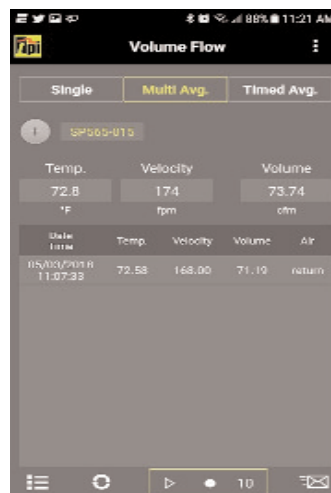 88% 11:21 AM
Tpi Volume Flow
Single Multi Avg. Timed Avg.
SP565-015
Temp. Velocity Volume
72.8 174 73.74
°F fpm cfm
Date
time Temp. Velocity Volume Air
05/03/2018
11:07:33 72.58 168.00 71.19 return
10